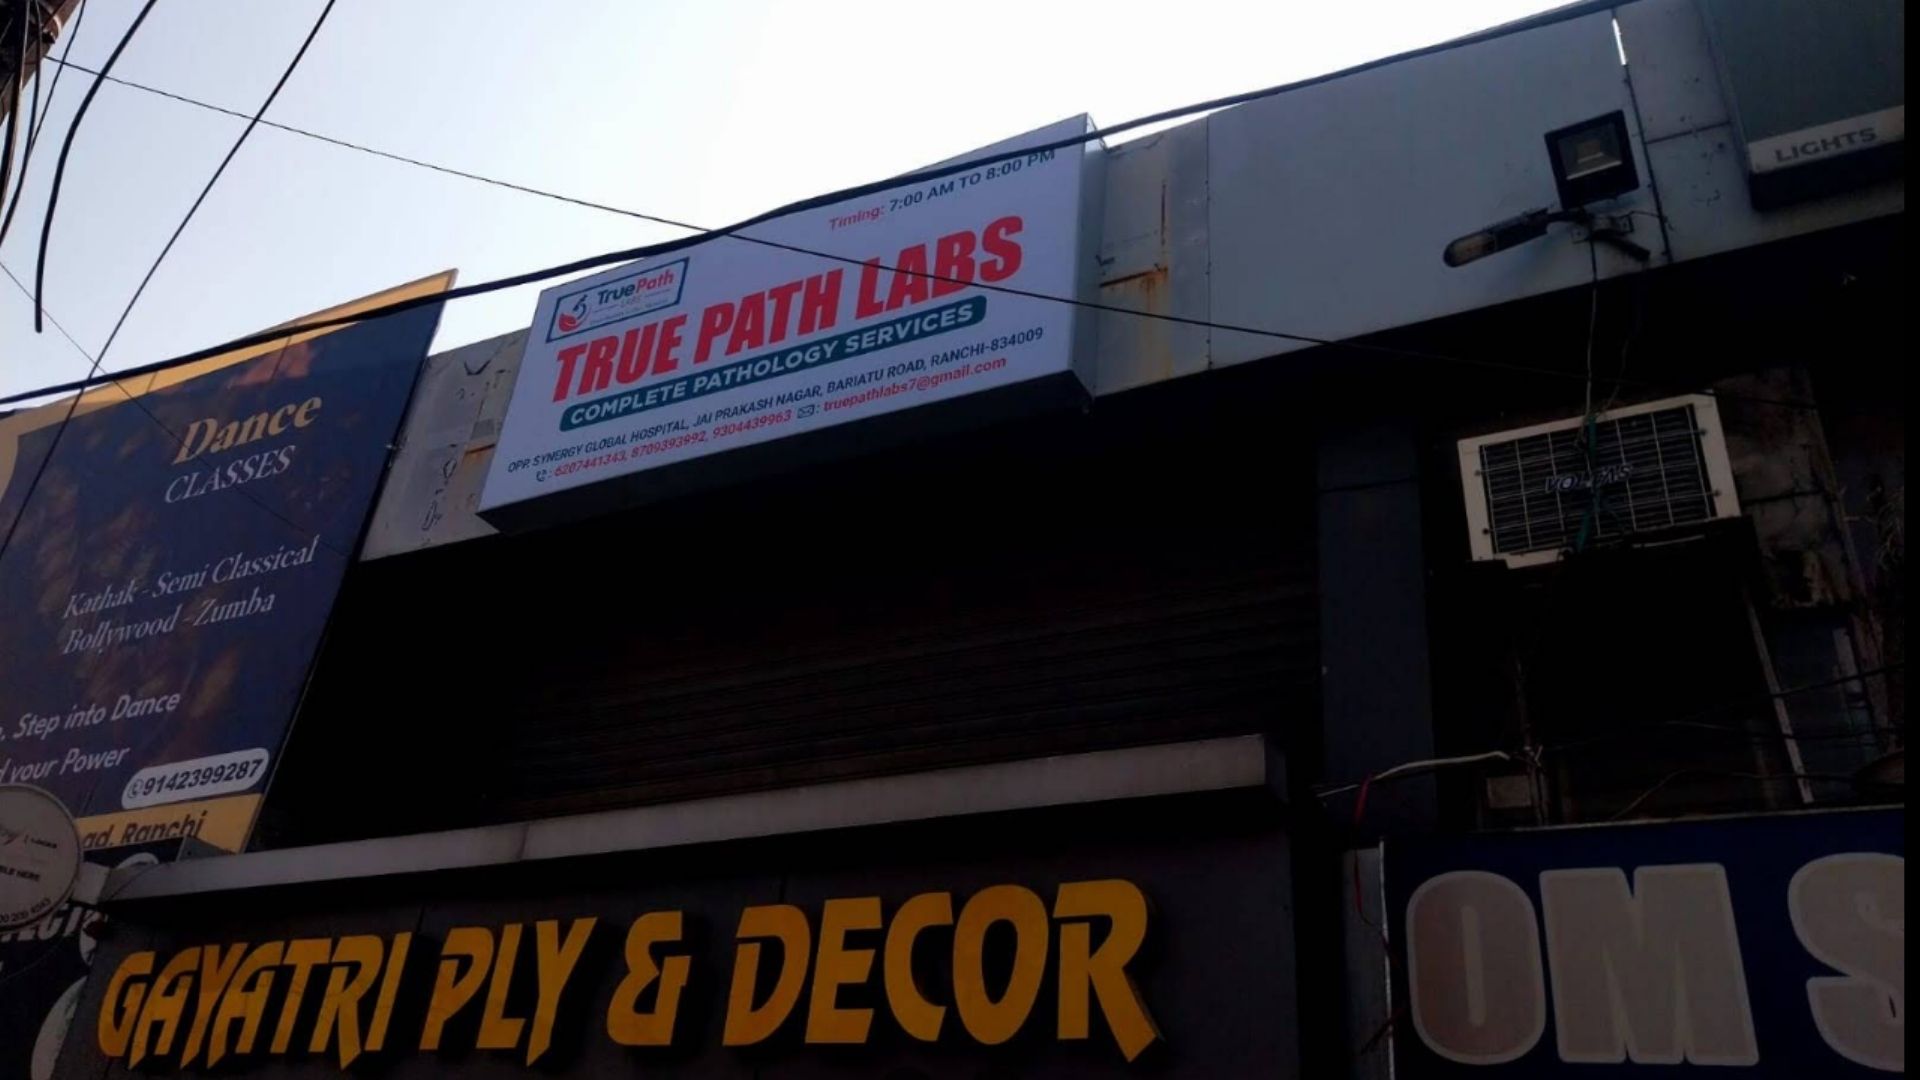 LIGHTS
Timing: 7:00 AM TO 8:00 PM
TruePath
LABS
TRUE PATH LABS
COMPLETE PATHOLOGY SERVICES
OPP. SYNERGY GLOBAL HOSPITAL, JAI PRAKASH NAGAR, BARIATU ROAD, RANCHI-834009
: 6207441343, 8709393992, 9304439963 : truepathlabs7@gmail.com
Dance
CLASSES
Kathak - Semi Classical
Bollywood - Zumba
Step into Dance
your Power
9142399287
ad, Ranchi
VOLTAS
GAYATRI PLY & DECOR
OM S